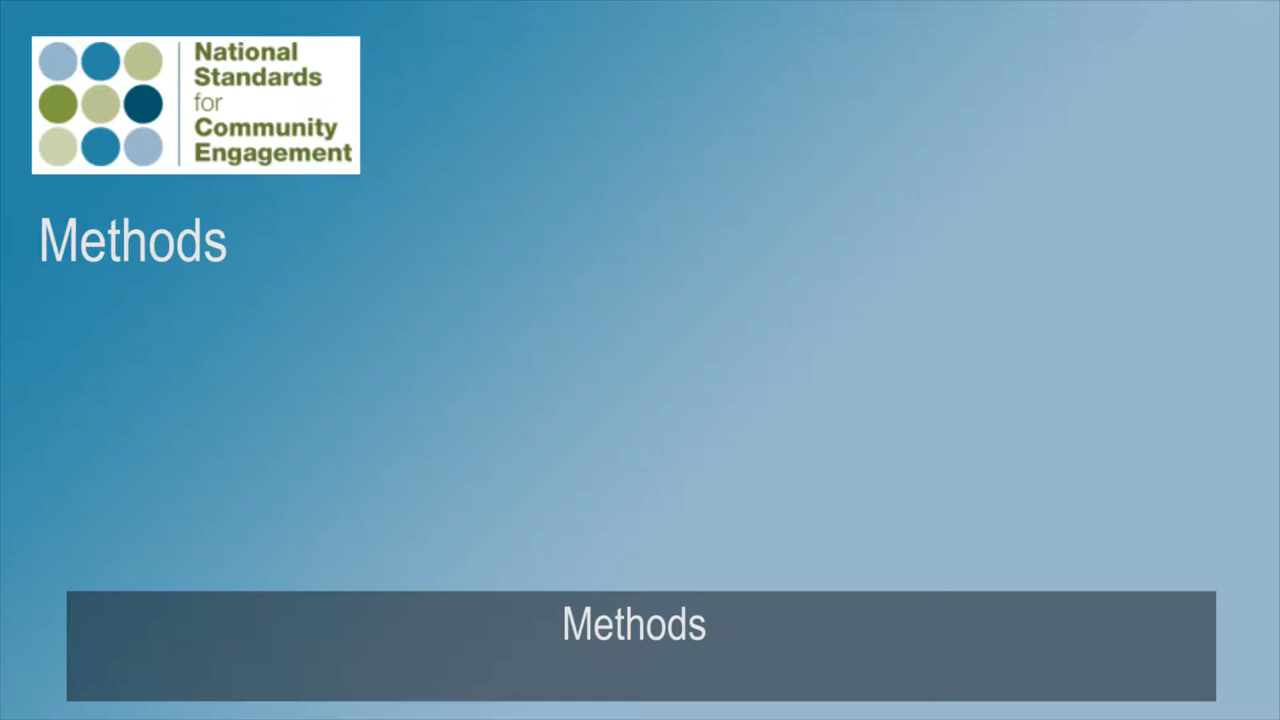 National
Standards
for
Community
Engagement
Methods
Methods